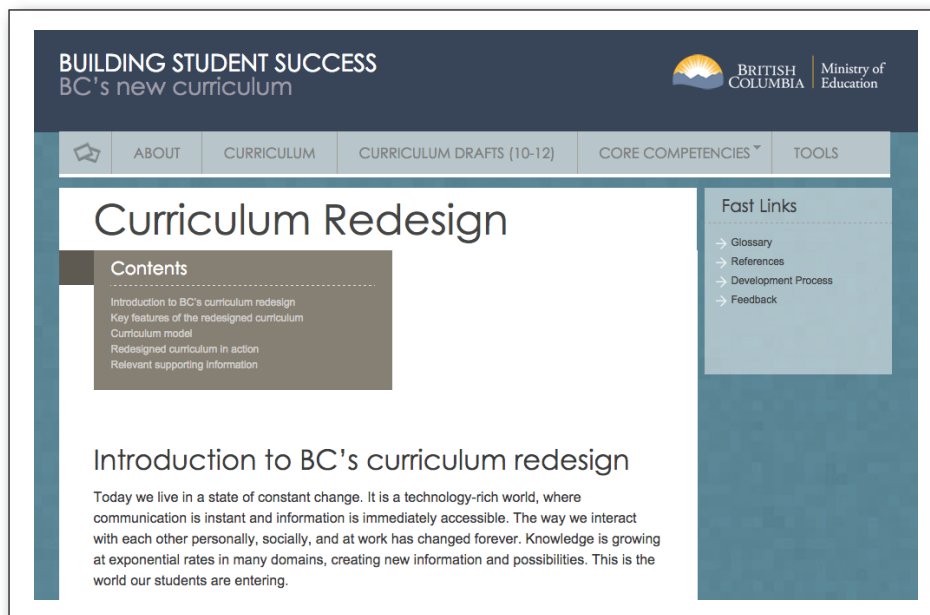 BUILDING STUDENT SUCCESS
BC's new curriculum
BRITISH COLUMBIA
Ministry of Education
ABOUT
CURRICULUM
CURRICULUM DRAFTS (10-12)
CORE COMPETENCIES
TOOLS
Curriculum Redesign
Contents
Introduction to BC's curriculum redesign
Key features of the redesigned curriculum
Curriculum model
Redesigned curriculum in action
Relevant supporting information
Introduction to BC's curriculum redesign
Today we live in a state of constant change. It is a technology-rich world, where
communication is instant and information is immediately accessible. The way we interact
with each other personally, socially, and at work has changed forever. Knowledge is growing
at exponential rates in many domains, creating new information and possibilities. This is the
world our students are entering.
Fast Links
Glossary
References
Development Process
Feedback